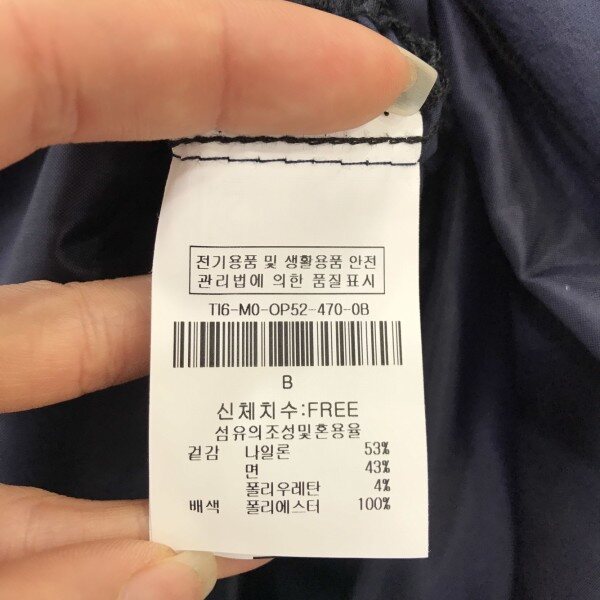 전기용품 및 생활용품 안전
관리법에 의한 품질표시
TI6-M0-OP52-470-0B
B
신체치수:FREE
섬유의조성및혼용율
겉감 나일론 53%
면 43%
폴리우레탄 4%
배색 폴리에스터 100%